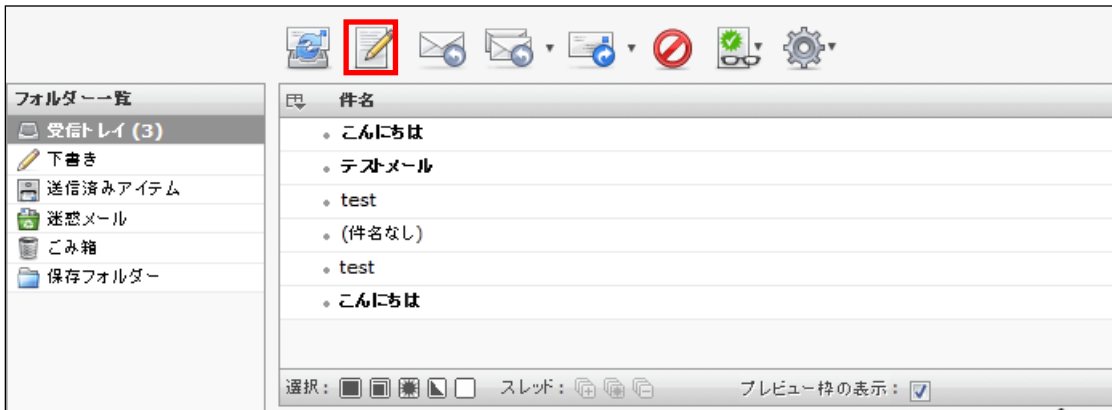 フォルダー一覧
件名
受信トレイ (3)
下書き
送信済みアイテム
迷惑メール
ごみ箱
保存フォルダー
こんにちは
テストメール
test
(件名なし)
test
こんにちは
選択: スレッド: プレビュー枠の表示: